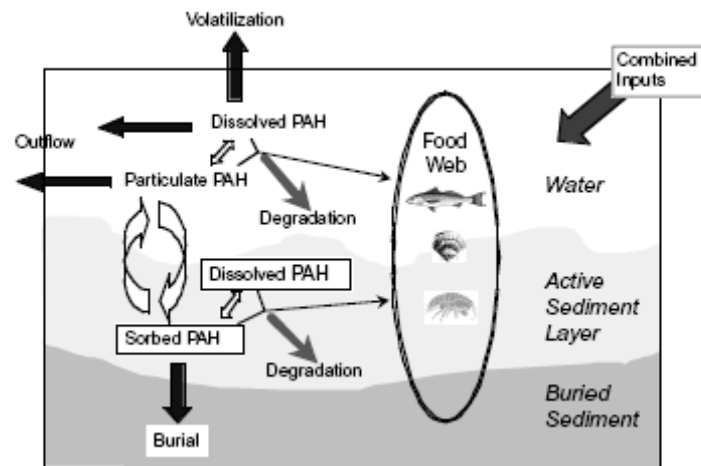 Volatilization
Combined
Inputs
Dissolved PAH
Outflow
Food
Web
Particulate PAH
Water
Degradation
Dissolved PAH
Active
Sediment
Layer
Sorbed PAH
Degradation
Buried
Sediment
Burial